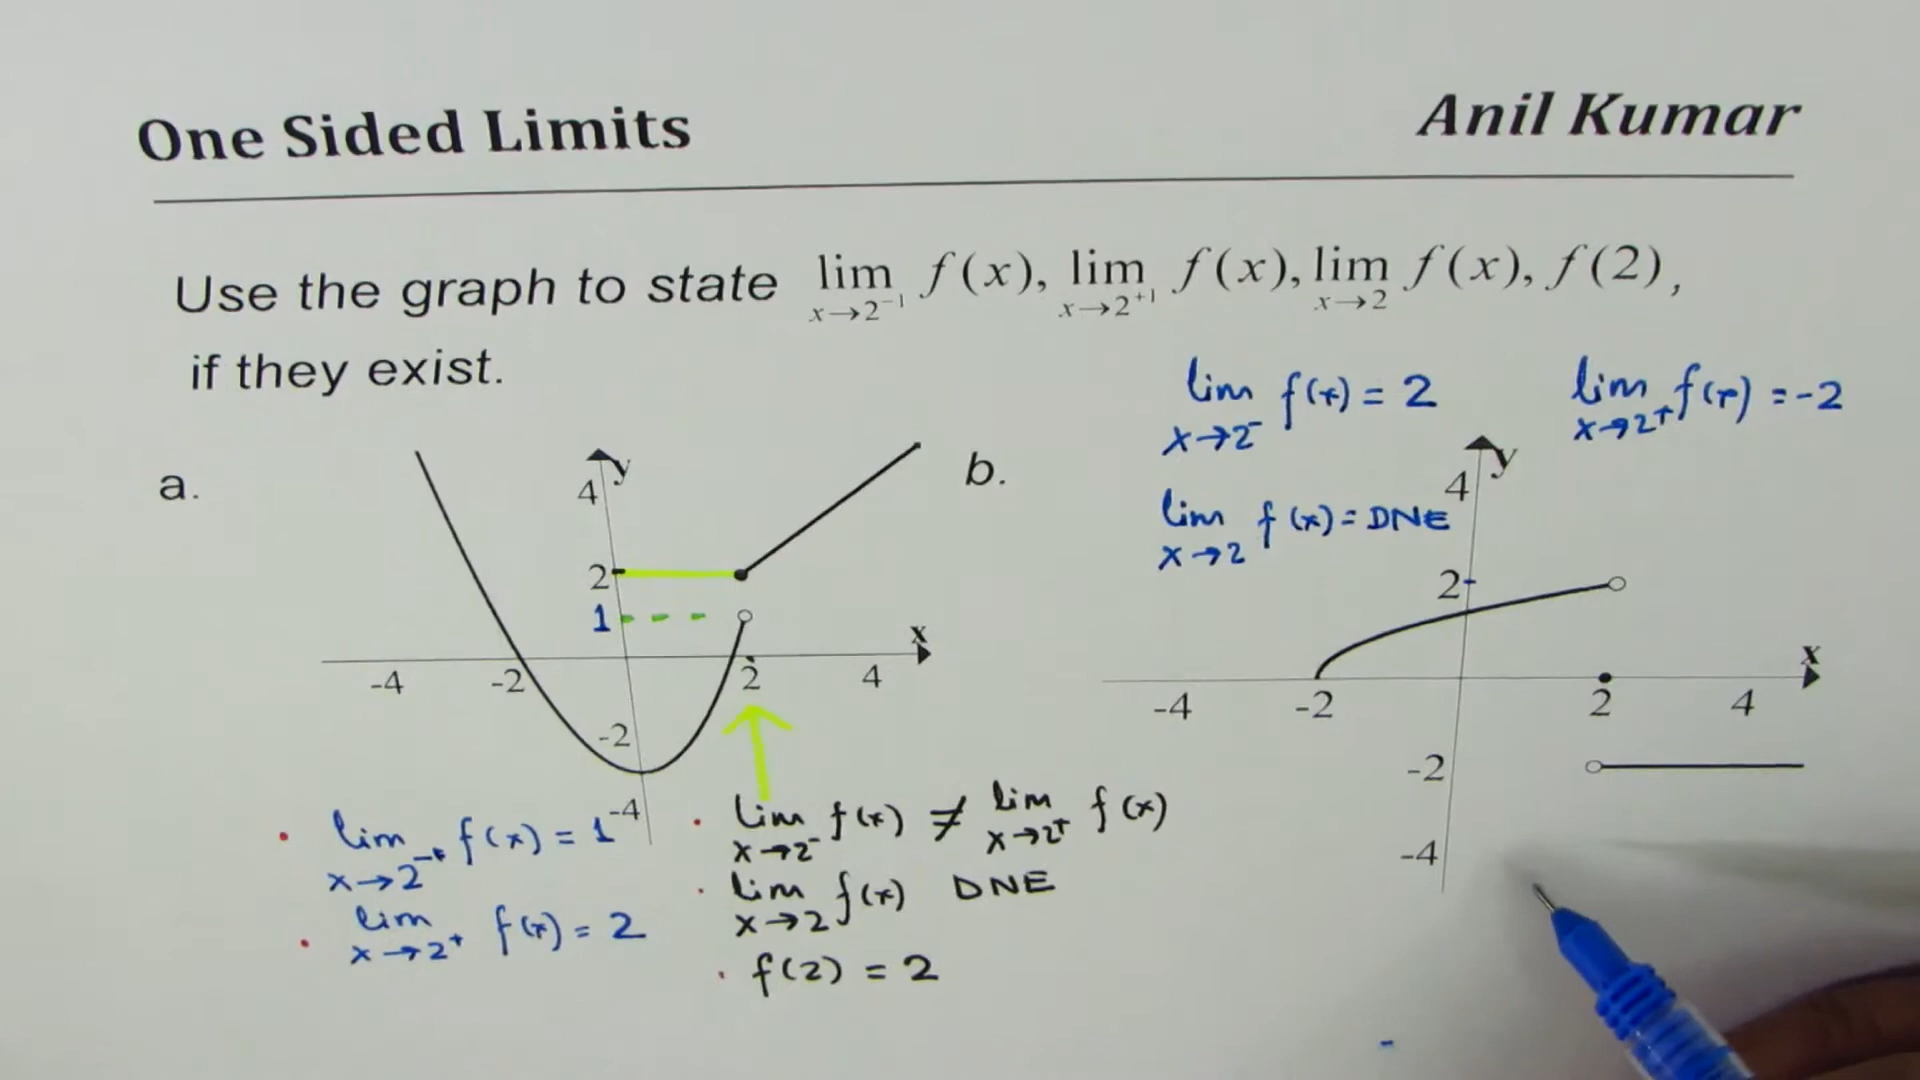 One Sided Limits
Anil Kumar
Use the graph to state lim x→2⁻¹ f(x), lim x→2⁺¹ f(x), lim x→2 f(x), f(2),
if they exist.
a.
y
4
2
1
x
-4 -2 2 4
-2
-4
• lim x→2⁻ f(x) = 1
• lim x→2⁺ f(x) = 2
• lim x→2⁻ f(x) ≠ lim x→2⁺ f(x)
• lim x→2 f(x) DNE
• f(2) = 2
b.
lim x→2⁻ f(x) = 2
lim x→2⁺ f(x) = -2
lim x→2 f(x) = DNE
y
4
2
x
-4 -2 2 4
-2
-4